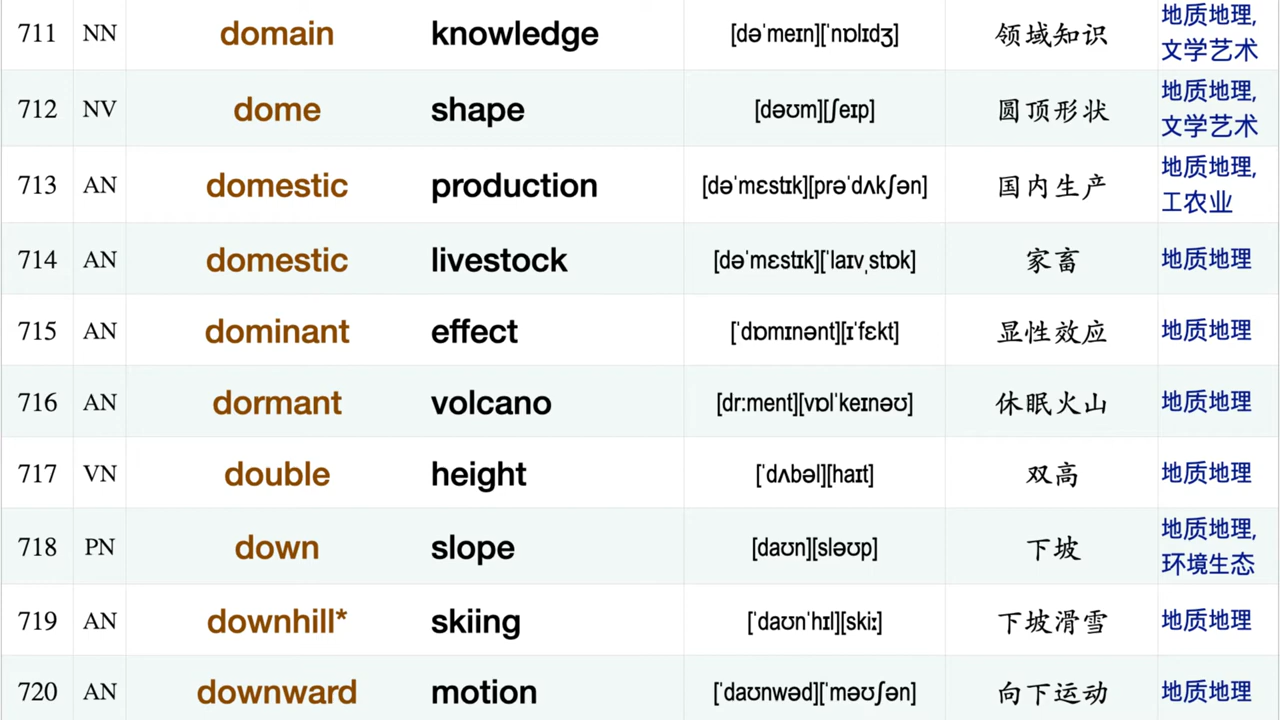 711 NN domain knowledge [dəˈmeɪn][ˈnɒlɪdʒ] 领域知识 地质地理, 文学艺术
712 NV dome shape [dəʊm][ʃeɪp] 圆顶形状 地质地理, 文学艺术
713 AN domestic production [dəˈmɛstɪk][prəˈdʌkʃən] 国内生产 地质地理, 工农业
714 AN domestic livestock [dəˈmɛstɪk][ˈlaɪvˌstɒk] 家畜 地质地理
715 AN dominant effect [ˈdɒmɪnənt][ɪˈfɛkt] 显性效应 地质地理
716 AN dormant volcano [dr:ment][vɒlˈkeɪnəʊ] 休眠火山 地质地理
717 VN double height [ˈdʌbəl][haɪt] 双高 地质地理
718 PN down slope [daʊn][sləʊp] 下坡 地质地理, 环境生态
719 AN downhill* skiing [ˈdaʊnˈhɪl][skiː] 下坡滑雪 地质地理
720 AN downward motion [ˈdaʊnwəd][ˈməʊʃən] 向下运动 地质地理